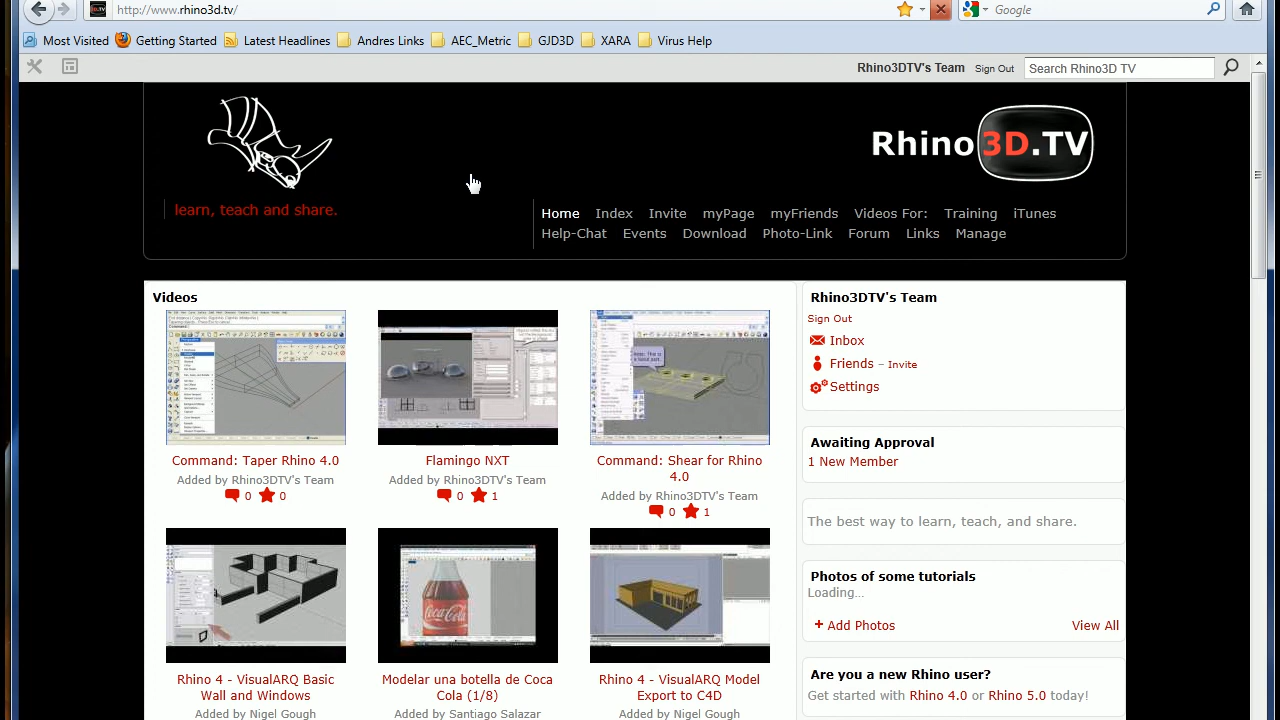 http://www.rhino3d.tv/
Google
Most Visited Getting Started Latest Headlines Andres Links AEC_Metric GJD3D XARA Virus Help
Rhino3DTV's Team Sign Out Search Rhino3D TV
Rhino 3D.TV
learn, teach and share.
Home Index Invite myPage myFriends Videos For: Training iTunes
Help-Chat Events Download Photo-Link Forum Links Manage
Videos
Command: Taper Rhino 4.0
Added by Rhino3DTV's Team
0 0
Flamingo NXT
Added by Rhino3DTV's Team
0 1
Command: Shear for Rhino
4.0
Added by Rhino3DTV's Team
0 1
Coca-Cola
Rhino 4 - VisualARQ Basic
Wall and Windows
Added by Nigel Gough
Modelar una botella de Coca
Cola (1/8)
Added by Santiago Salazar
Rhino 4 - VisualARQ Model
Export to C4D
Added by Nigel Gough
Rhino3DTV's Team
Sign Out
Inbox
Friends – Invite
Settings
Awaiting Approval
1 New Member
The best way to learn, teach, and share.
Photos of some tutorials
Loading...
+ Add Photos View All
Are you a new Rhino user?
Get started with Rhino 4.0 or Rhino 5.0 today!